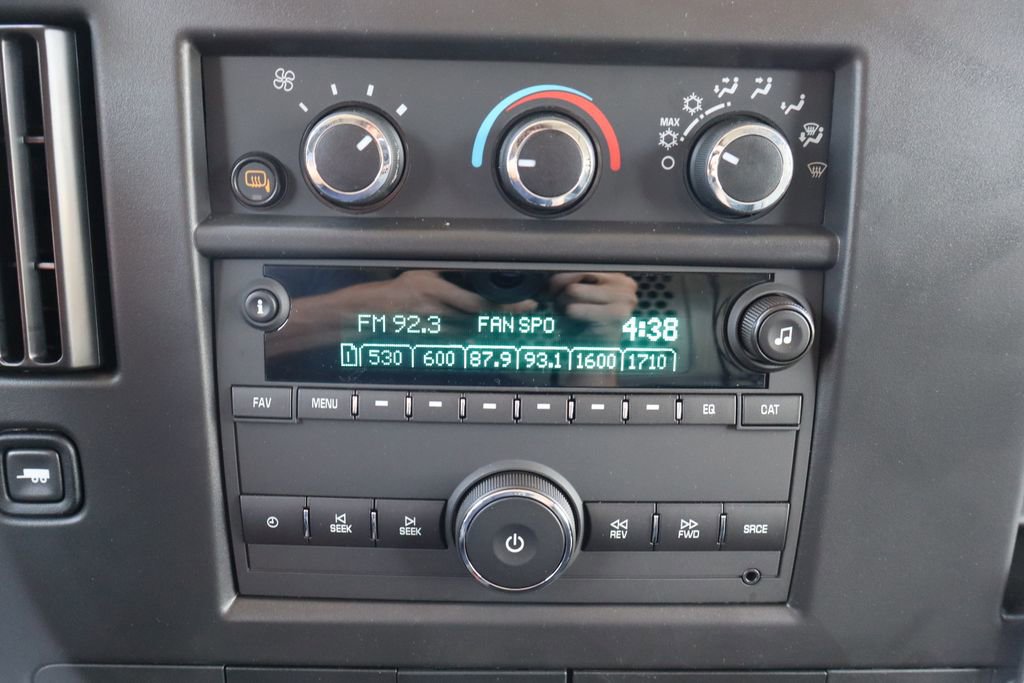 MAX
i
FM 92.3 FAN SPO 4:38
1 530 600 87.9 93.1 1600 1710
FAV MENU EQ CAT
SEEK SEEK REV FWD SRCE